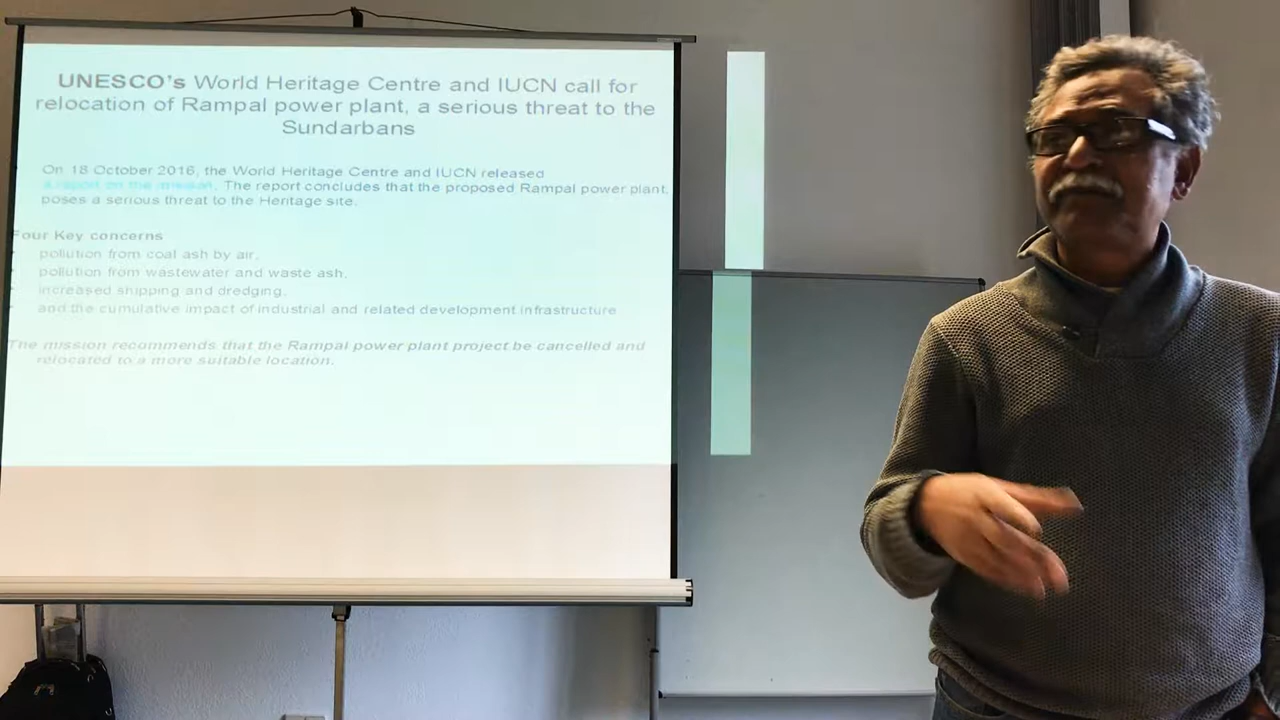 UNESCO's World Heritage Centre and IUCN call for
relocation of Rampal power plant, a serious threat to the
Sundarbans
On 18 October 2016, the World Heritage Centre and IUCN released
a report on the mission. The report concludes that the proposed Rampal power plant,
poses a serious threat to the Heritage site.
Four Key concerns
pollution from coal ash by air,
pollution from wastewater and waste ash,
increased shipping and dredging,
and the cumulative impact of industrial and related development infrastructure
The mission recommends that the Rampal power plant project be cancelled and
relocated to a more suitable location.